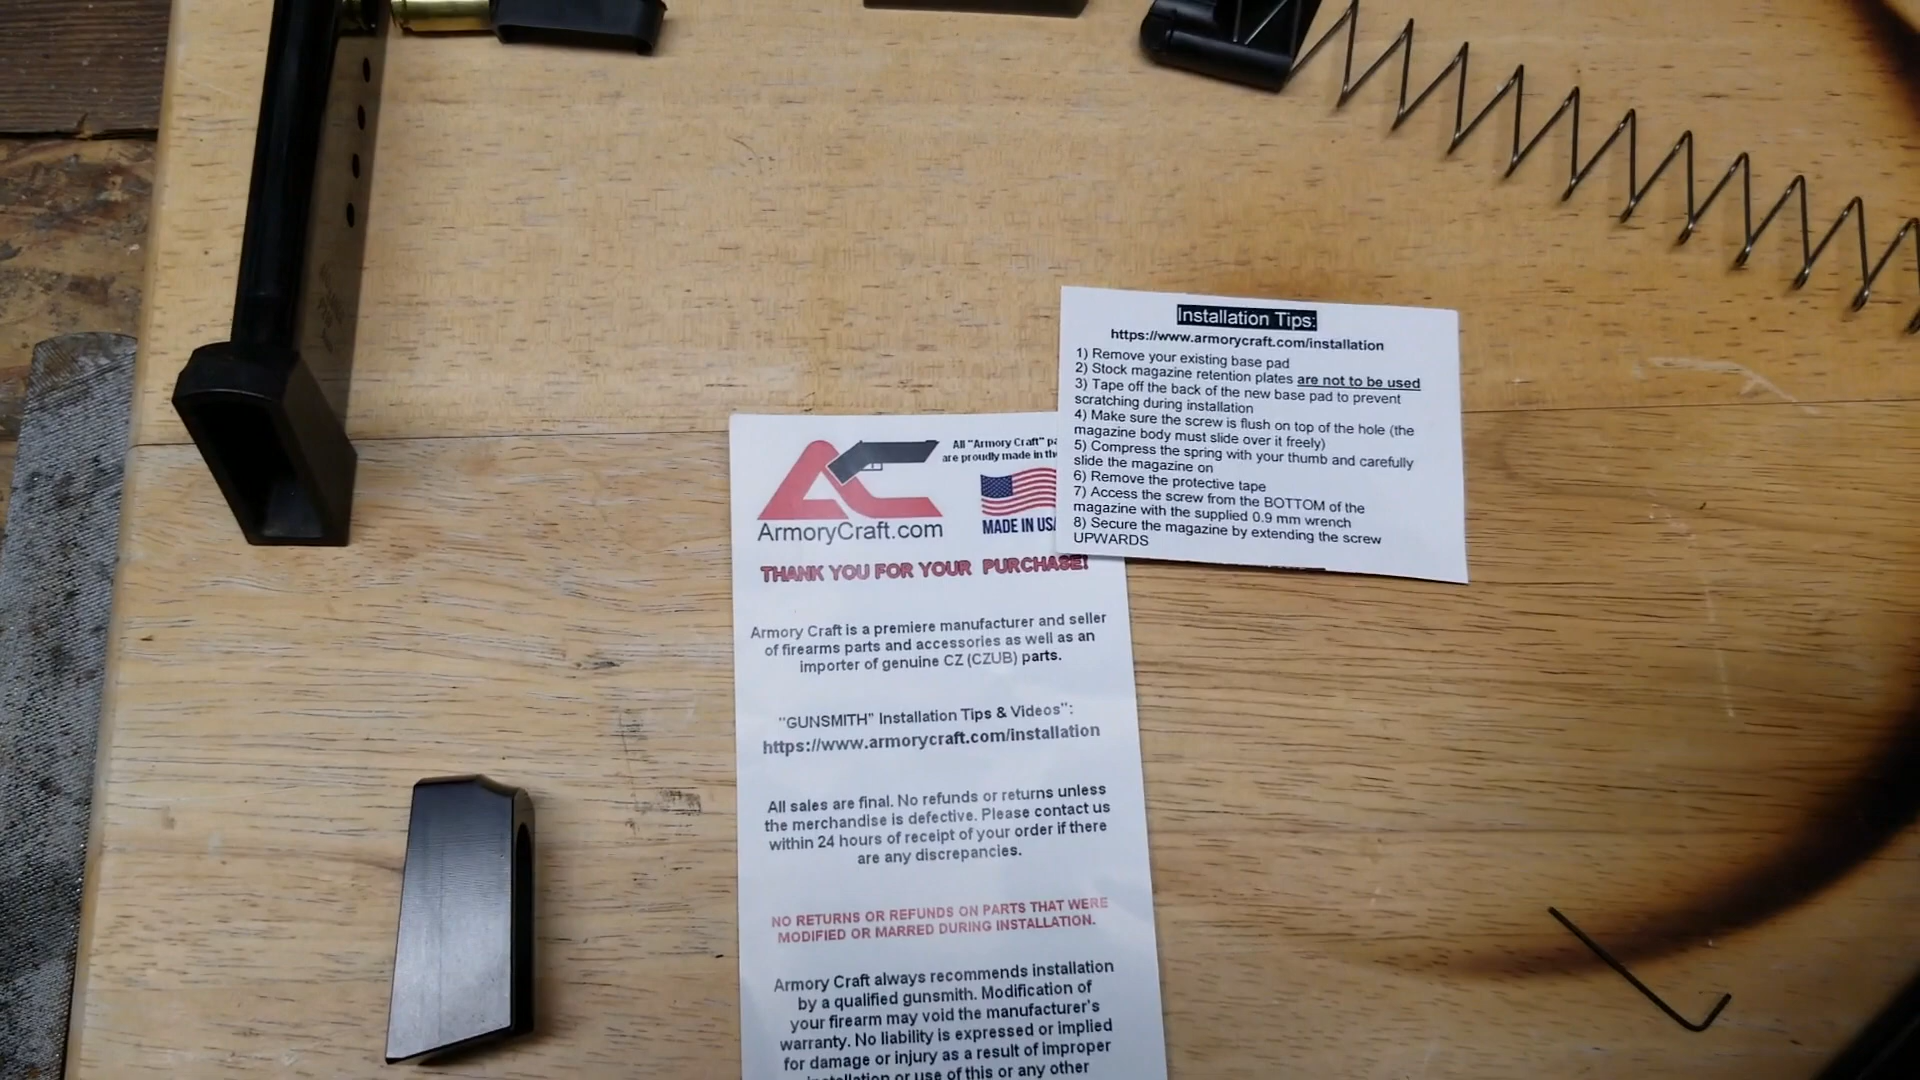 Installation Tips:
https://www.armorycraft.com/installation
1) Remove your existing base pad
2) Stock magazine retention plates are not to be used
3) Tape off the back of the new base pad to prevent
scratching during installation
4) Make sure the screw is flush on top of the hole (the
magazine body must slide over it freely)
5) Compress the spring with your thumb and carefully
slide the magazine on
6) Remove the protective tape
7) Access the screw from the BOTTOM of the
magazine with the supplied 0.9 mm wrench
8) Secure the magazine by extending the screw
UPWARDS
All "Armory Craft"
are proudly made in
MADE IN USA
ArmoryCraft.com
THANK YOU FOR YOUR PURCHASE!
Armory Craft is a premiere manufacturer and seller
of firearms parts and accessories as well as an
importer of genuine CZ (CZUB) parts.
"GUNSMITH" Installation Tips & Videos":
https://www.armorycraft.com/installation
All sales are final. No refunds or returns unless
the merchandise is defective. Please contact us
within 24 hours of receipt of your order if there
are any discrepancies.
NO RETURNS OR REFUNDS ON PARTS THAT WERE
MODIFIED OR MARRED DURING INSTALLATION.
Armory Craft always recommends installation
by a qualified gunsmith. Modification of
your firearm may void the manufacturer's
warranty. No liability is expressed or implied
for damage or injury as a result of improper
installation or use of this or any other